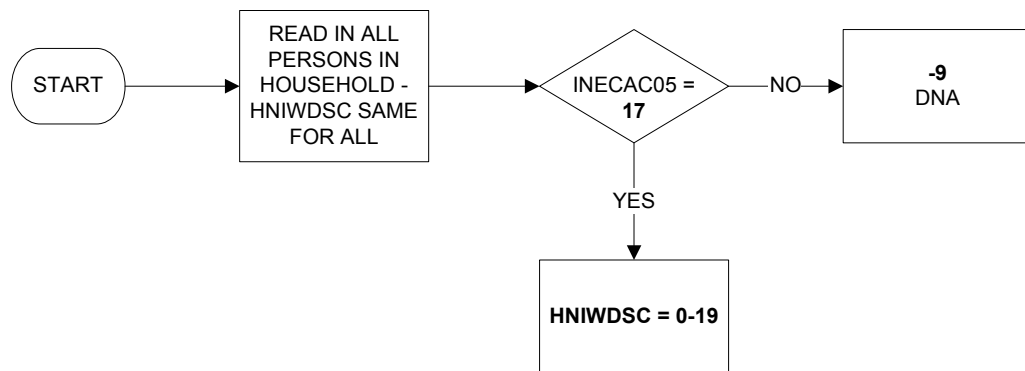 START
READ IN ALL
PERSONS IN
HOUSEHOLD -
HNIWDSC SAME
FOR ALL
INECAC05 =
17
NO
-9
DNA
YES
HNIWDSC = 0-19